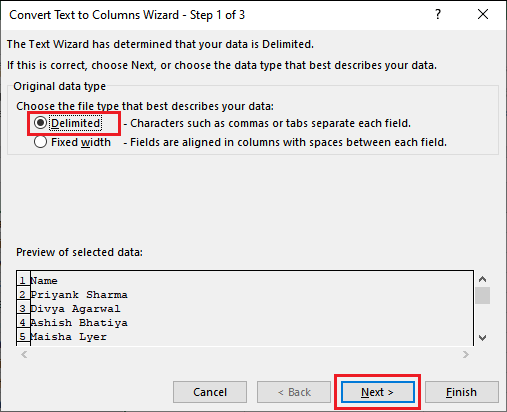 Convert Text to Columns Wizard - Step 1 of 3
The Text Wizard has determined that your data is Delimited.
If this is correct, choose Next, or choose the data type that best describes your data.
Original data type
Choose the file type that best describes your data:
Delimited - Characters such as commas or tabs separate each field.
Fixed width - Fields are aligned in columns with spaces between each field.
Preview of selected data:
1 Name
2 Priyank Sharma
3 Divya Agarwal
4 Ashish Bhatiya
5 Maisha Lyer
Cancel < Back Next > Finish